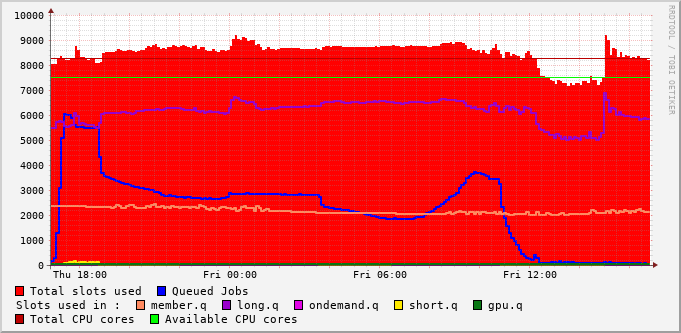 10000
9000
8000
7000
6000
5000
4000
3000
2000
1000
0
Thu 18:00 Fri 00:00 Fri 06:00 Fri 12:00
RRDTOOL / TOBI OETIKER
Total slots used Queued Jobs
Slots used in : member.q long.q ondemand.q short.q gpu.q
Total CPU cores Available CPU cores